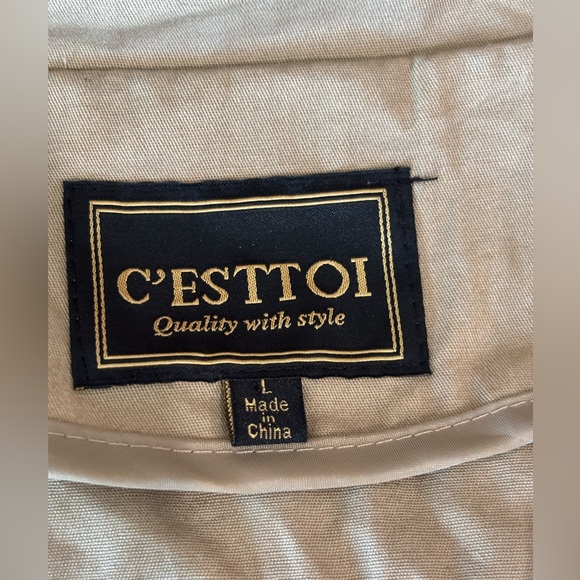 C'ESTTOI
Quality with style
L
Made
in
China